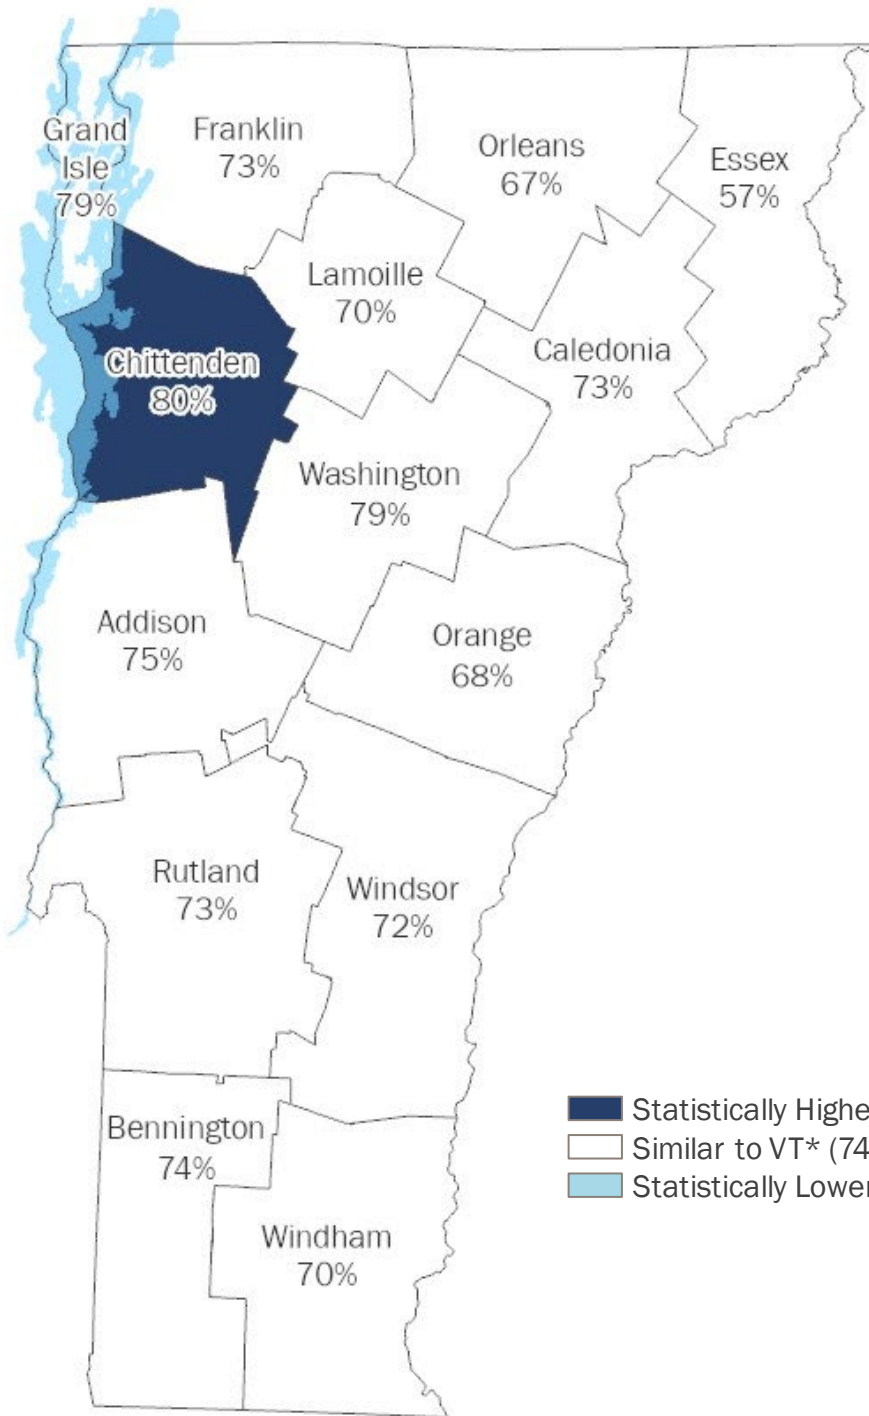 Grand
Isle
79%
Franklin
73%
Orleans
67%
Essex
57%
Lamoille
70%
Chittenden
80%
Caledonia
73%
Washington
79%
Addison
75%
Orange
68%
Rutland
73%
Windsor
72%
Statistically Highe
Similar to VT* (74
Statistically Lower
Bennington
74%
Windham
70%